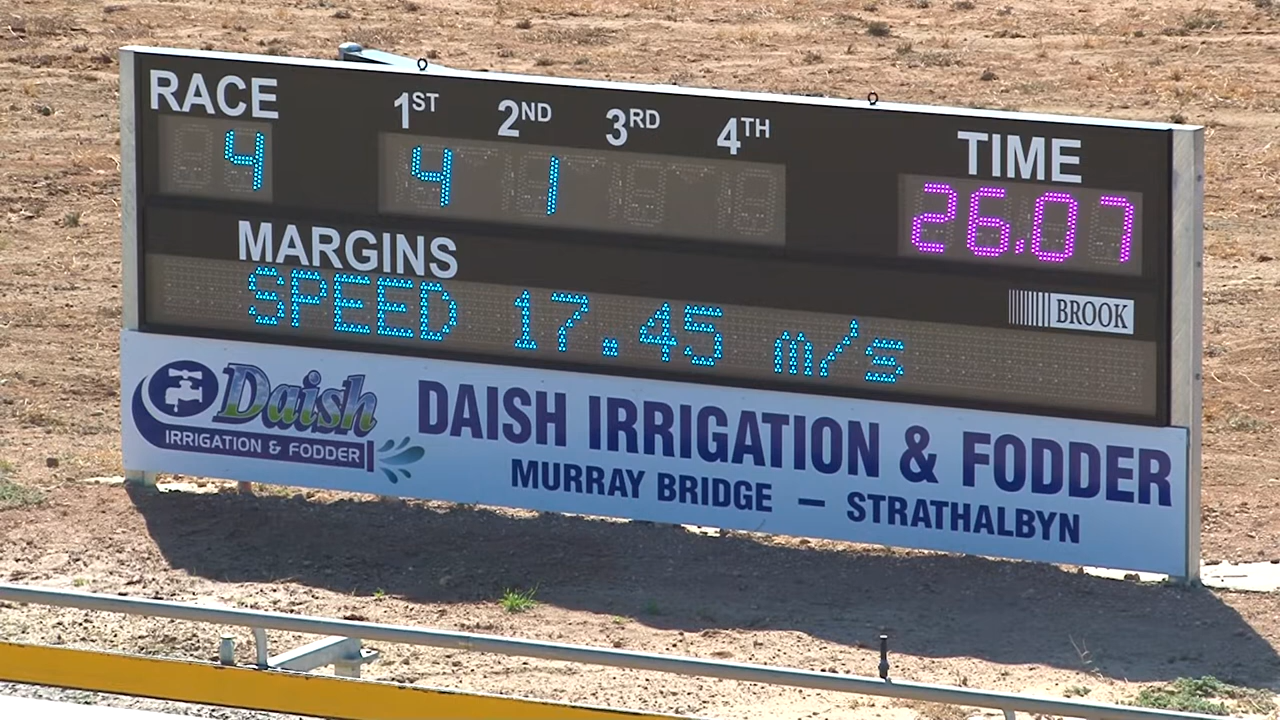 RACE 1ST 2ND 3RD 4TH TIME
4 4 1 26.07
MARGINS
SPEED 17.45 m/s
BROOK
Daish
IRRIGATION & FODDER
DAISH IRRIGATION & FODDER
MURRAY BRIDGE – STRATHALBYN